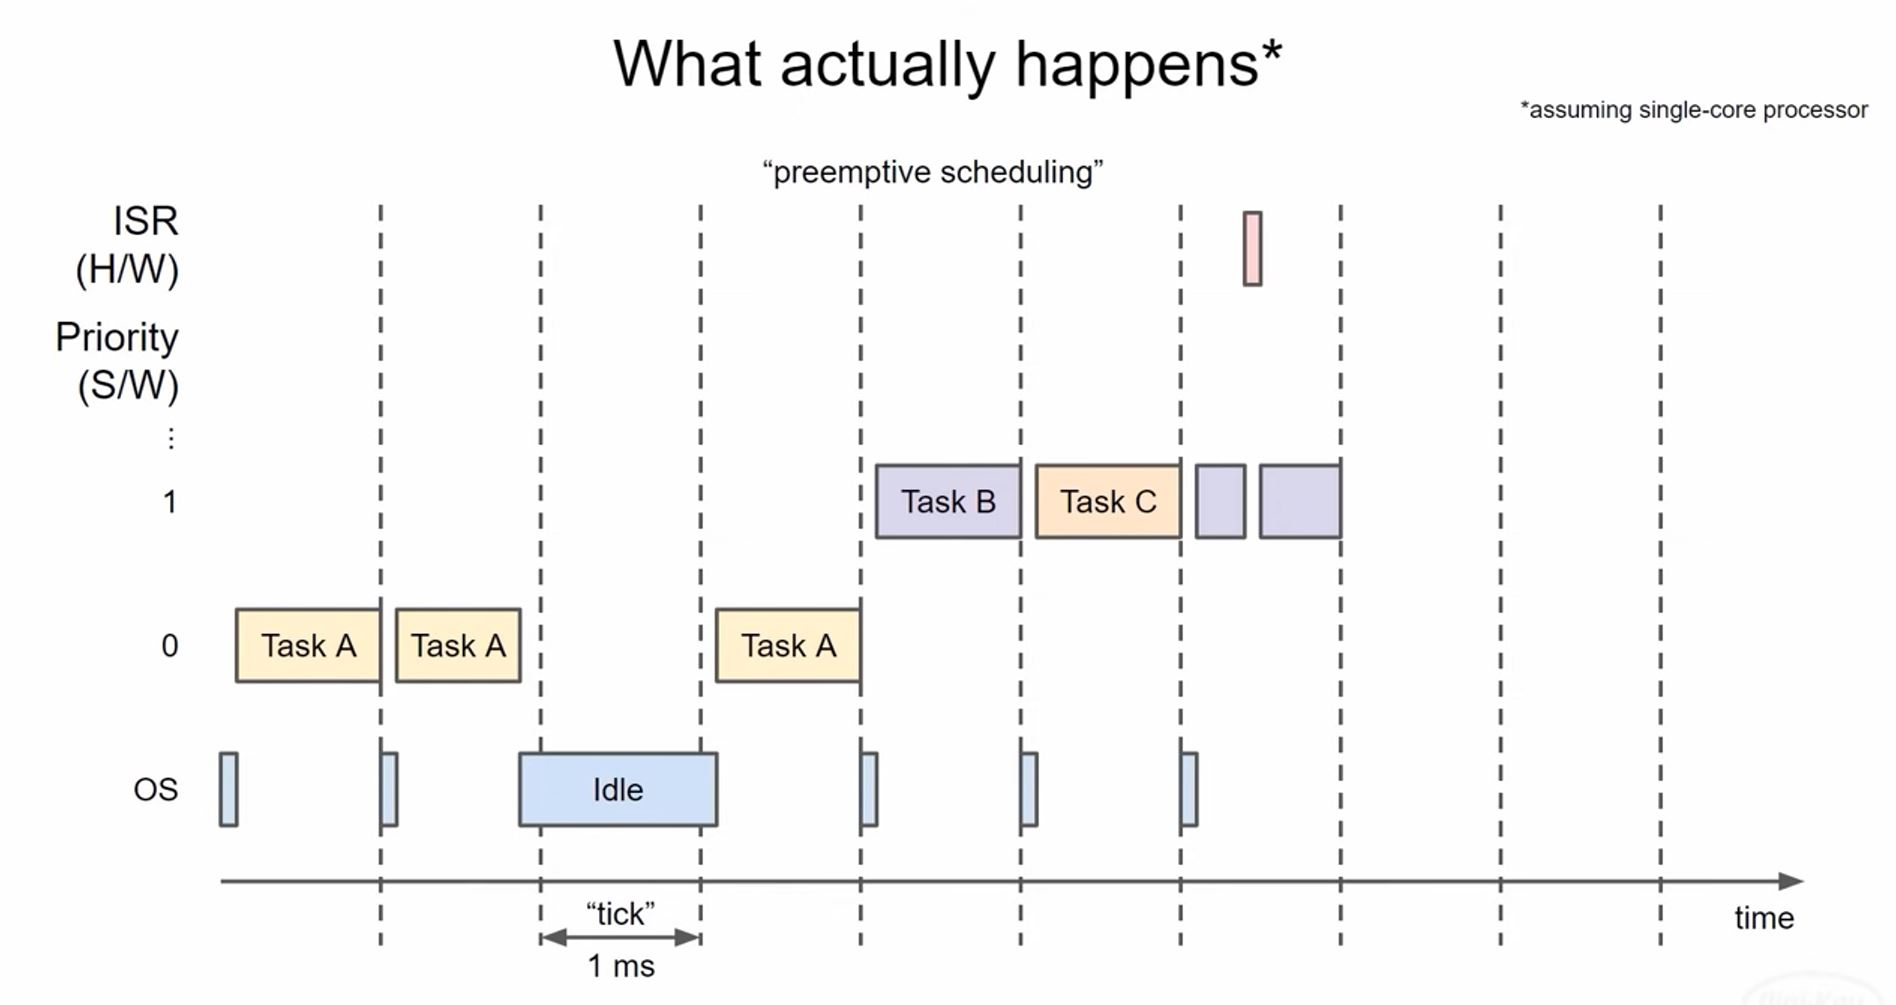 What actually happens*
*assuming single-core processor
“preemptive scheduling”
ISR
(H/W)
Priority
(S/W)
⋮
1
Task B
Task C
0
Task A
Task A
Task A
OS
Idle
“tick”
time
1 ms